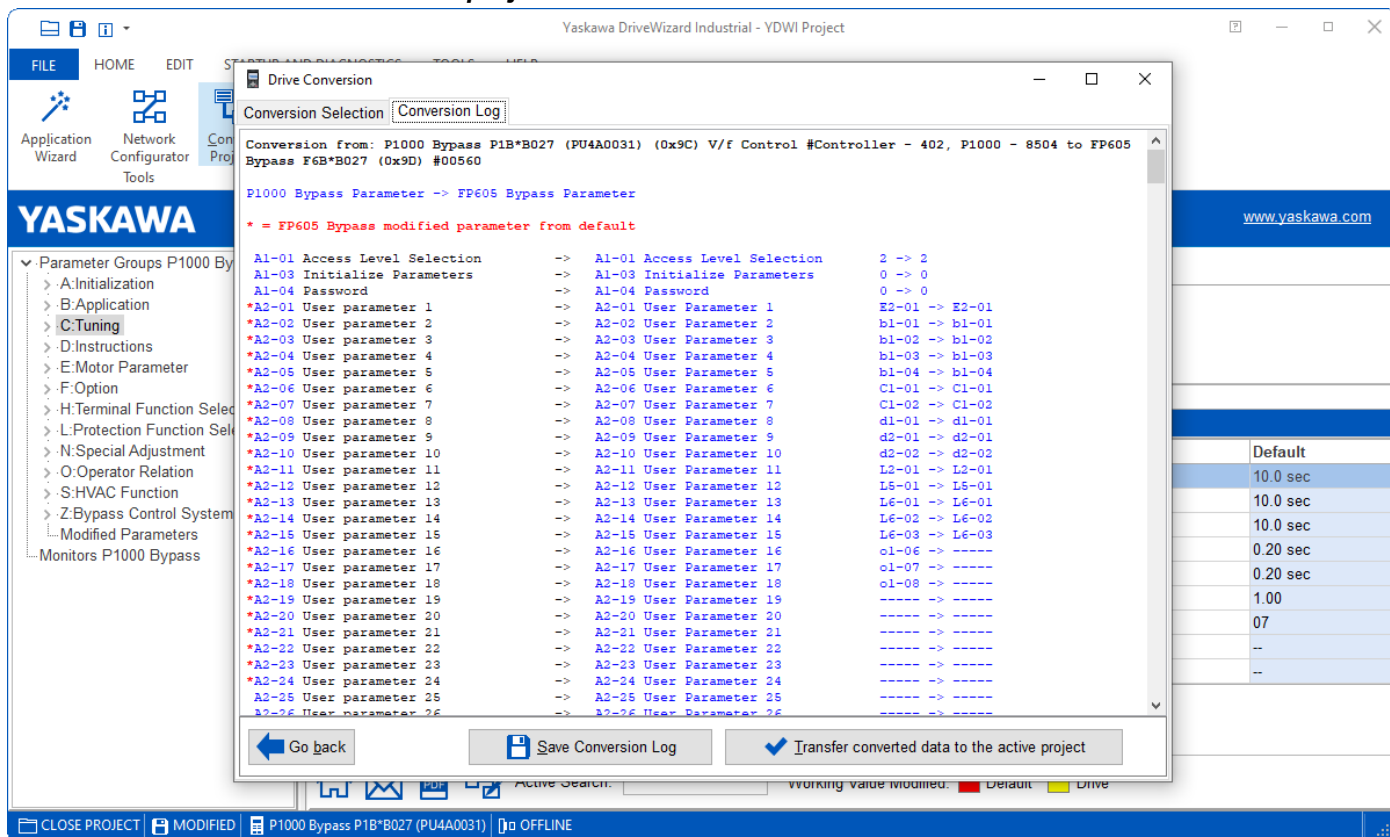 Yaskawa DriveWizard Industrial - YDWI Project
FILE HOME EDIT
Application Wizard
Network Configurator
Tools
YASKAWA
www.yaskawa.com
Parameter Groups P1000 By
A:Initialization
B:Application
C:Tuning
D:Instructions
E:Motor Parameter
F:Option
H:Terminal Function Selec
L:Protection Function Sele
N:Special Adjustment
O:Operator Relation
S:HVAC Function
Z:Bypass Control System
Modified Parameters
Monitors P1000 Bypass
Drive Conversion
Conversion Selection Conversion Log
Conversion from: P1000 Bypass P1B*B027 (PU4A0031) (0x9C) V/f Control #Controller - 402, P1000 - 8504 to FP605
Bypass F6B*B027 (0x9D) #00560
P1000 Bypass Parameter -> FP605 Bypass Parameter
* = FP605 Bypass modified parameter from default
A1-01 Access Level Selection -> A1-01 Access Level Selection 2 -> 2
A1-03 Initialize Parameters -> A1-03 Initialize Parameters 0 -> 0
A1-04 Password -> A1-04 Password 0 -> 0
*A2-01 User parameter 1 -> A2-01 User Parameter 1 E2-01 -> E2-01
*A2-02 User parameter 2 -> A2-02 User Parameter 2 b1-01 -> b1-01
*A2-03 User parameter 3 -> A2-03 User Parameter 3 b1-02 -> b1-02
*A2-04 User parameter 4 -> A2-04 User Parameter 4 b1-03 -> b1-03
*A2-05 User parameter 5 -> A2-05 User Parameter 5 b1-04 -> b1-04
*A2-06 User parameter 6 -> A2-06 User Parameter 6 C1-01 -> C1-01
*A2-07 User parameter 7 -> A2-07 User Parameter 7 C1-02 -> C1-02
*A2-08 User parameter 8 -> A2-08 User Parameter 8 d1-01 -> d1-01
*A2-09 User parameter 9 -> A2-09 User Parameter 9 d2-01 -> d2-01
*A2-10 User parameter 10 -> A2-10 User Parameter 10 d2-02 -> d2-02
*A2-11 User parameter 11 -> A2-11 User Parameter 11 L2-01 -> L2-01
*A2-12 User parameter 12 -> A2-12 User Parameter 12 L5-01 -> L5-01
*A2-13 User parameter 13 -> A2-13 User Parameter 13 L6-01 -> L6-01
*A2-14 User parameter 14 -> A2-14 User Parameter 14 L6-02 -> L6-02
*A2-15 User parameter 15 -> A2-15 User Parameter 15 L6-03 -> L6-03
*A2-16 User parameter 16 -> A2-16 User Parameter 16 o1-06 -> -----
*A2-17 User parameter 17 -> A2-17 User Parameter 17 o1-07 -> -----
*A2-18 User parameter 18 -> A2-18 User Parameter 18 o1-08 -> -----
*A2-19 User parameter 19 -> A2-19 User Parameter 19 ----- -> -----
*A2-20 User parameter 20 -> A2-20 User Parameter 20 ----- -> -----
*A2-21 User parameter 21 -> A2-21 User Parameter 21 ----- -> -----
*A2-22 User parameter 22 -> A2-22 User Parameter 22 ----- -> -----
*A2-23 User parameter 23 -> A2-23 User Parameter 23 ----- -> -----
*A2-24 User parameter 24 -> A2-24 User Parameter 24 ----- -> -----
A2-25 User parameter 25 -> A2-25 User Parameter 25 ----- -> -----
A2-26 User parameter 26 -> A2-26 User Parameter 26 ----- -> -----
Go back
Save Conversion Log
Transfer converted data to the active project
Default
10.0 sec
10.0 sec
10.0 sec
0.20 sec
0.20 sec
1.00
07
--
--
PDF Active Search: Working Value Modified: Default Drive
CLOSE PROJECT MODIFIED P1000 Bypass P1B*B027 (PU4A0031) OFFLINE